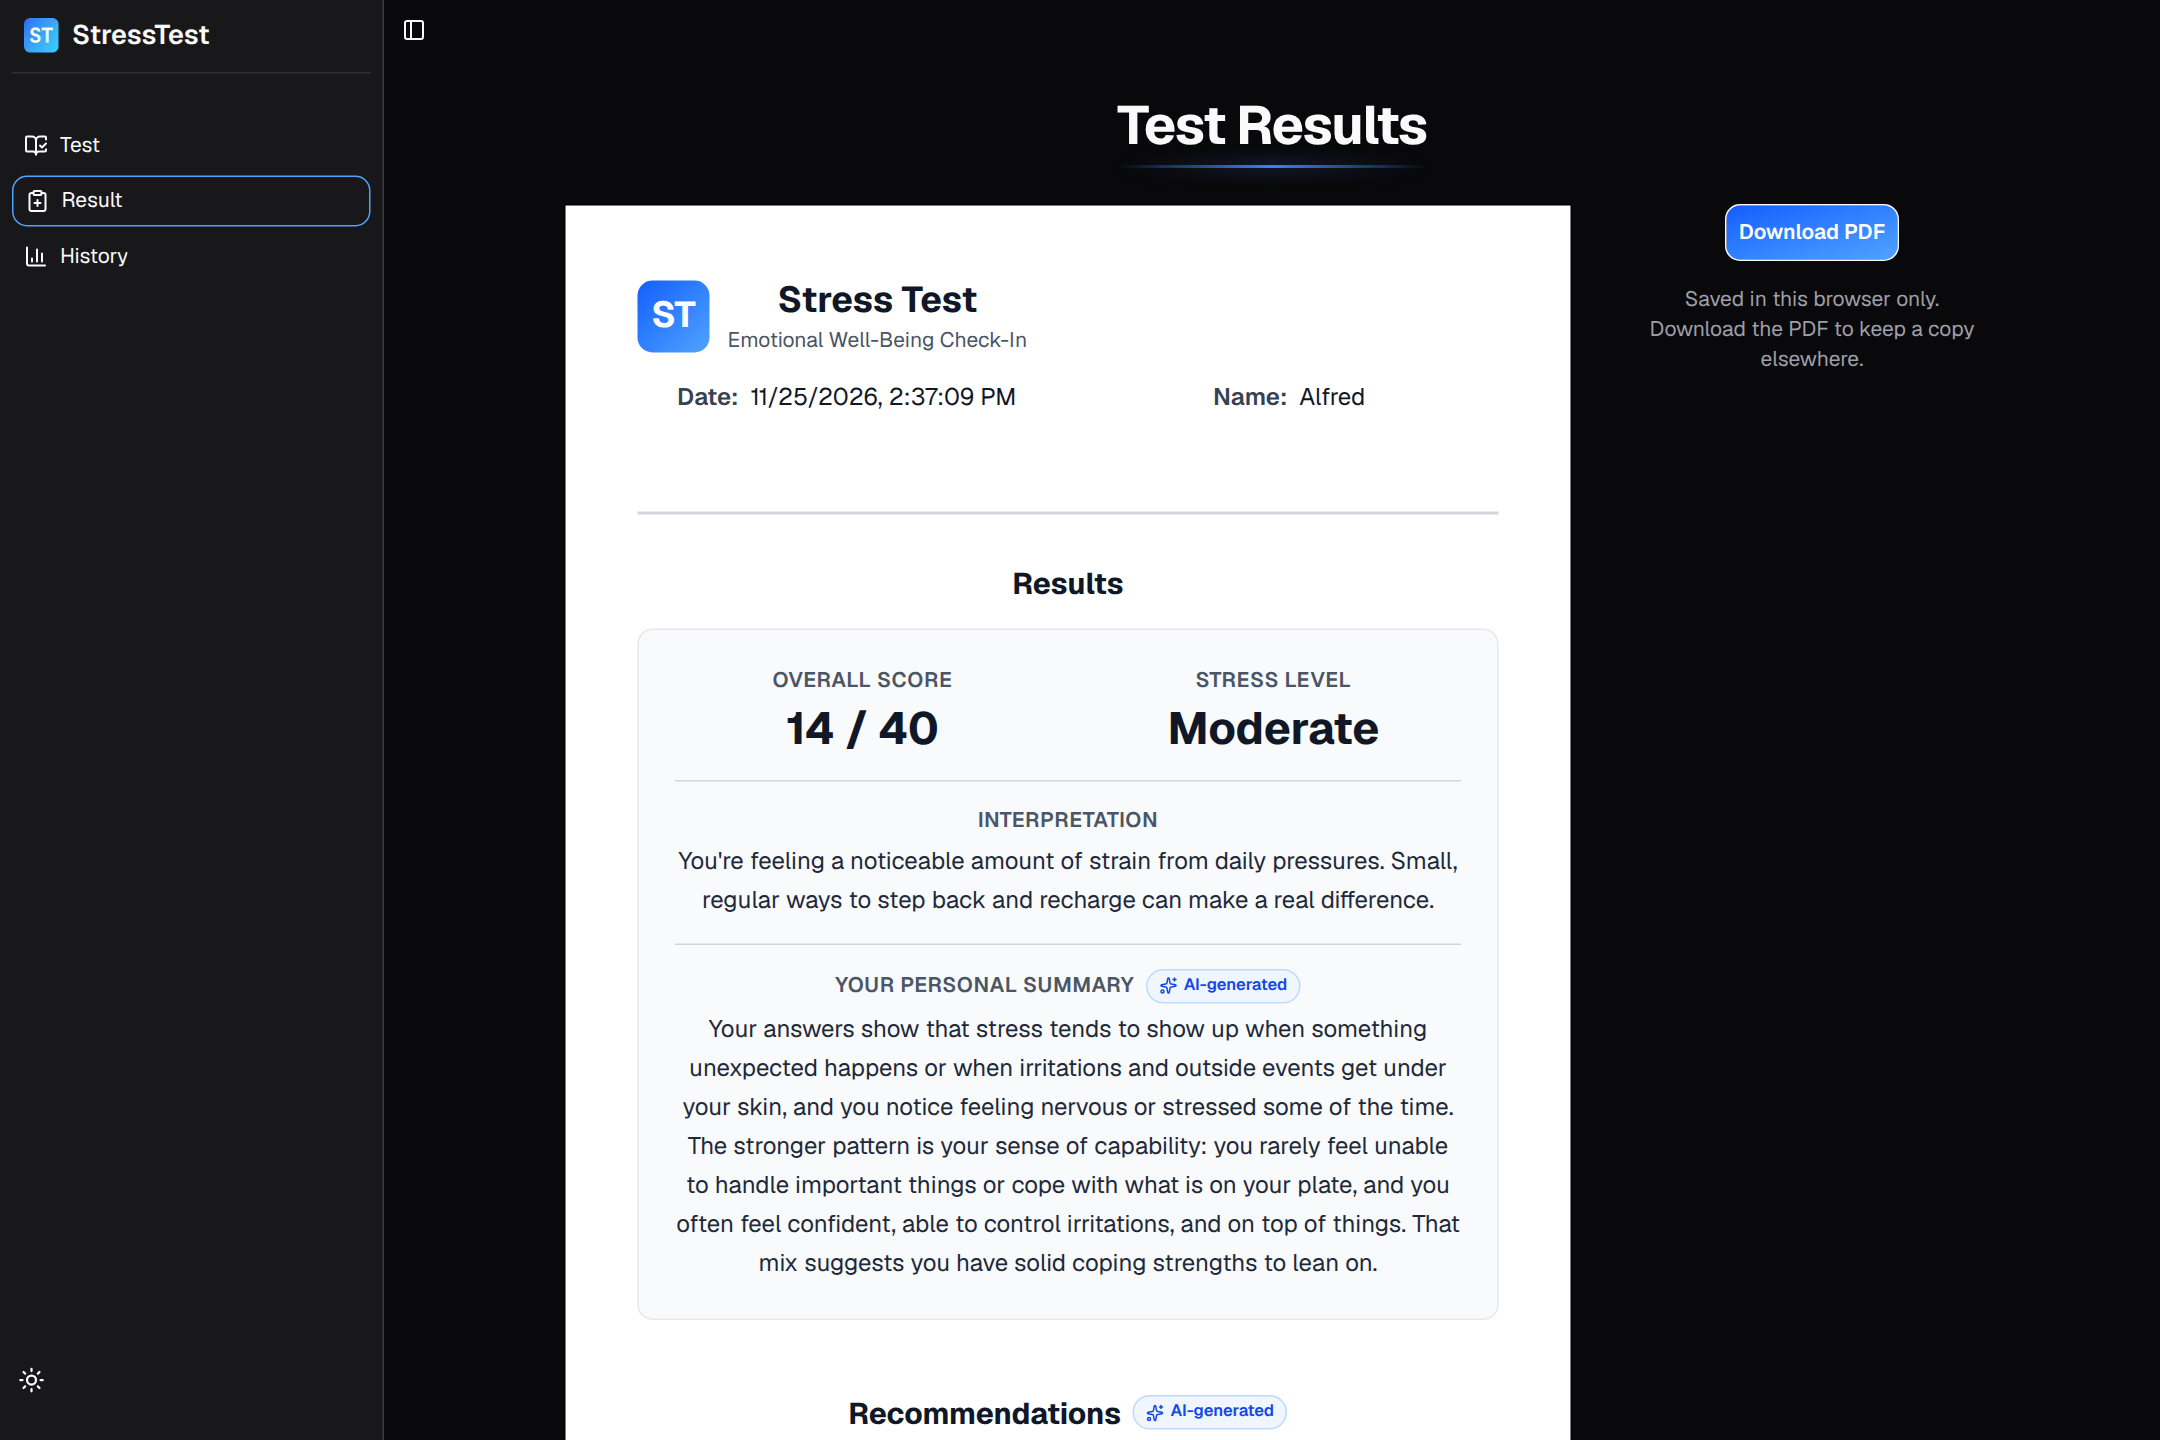 ST StressTest
Test
Result
History
Test Results
Download PDF
Saved in this browser only.
Download the PDF to keep a copy
elsewhere.
ST
Stress Test
Emotional Well-Being Check-In
Date: 11/25/2026, 2:37:09 PM
Name: Alfred
Results
OVERALL SCORE
14 / 40
STRESS LEVEL
Moderate
INTERPRETATION
You're feeling a noticeable amount of strain from daily pressures. Small,
regular ways to step back and recharge can make a real difference.
YOUR PERSONAL SUMMARY AI-generated
Your answers show that stress tends to show up when something
unexpected happens or when irritations and outside events get under
your skin, and you notice feeling nervous or stressed some of the time.
The stronger pattern is your sense of capability: you rarely feel unable
to handle important things or cope with what is on your plate, and you
often feel confident, able to control irritations, and on top of things. That
mix suggests you have solid coping strengths to lean on.
Recommendations AI-generated